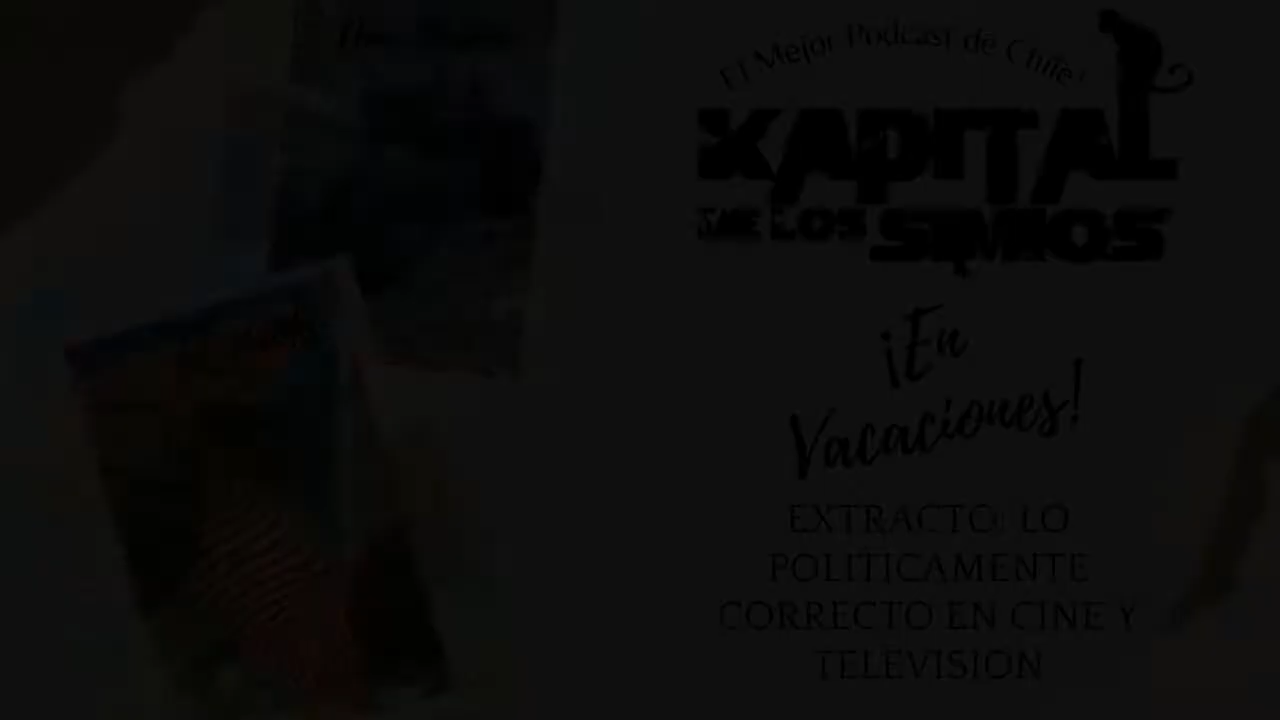 El Mejor Podcast de Chile!
KAPITAL
DE LOS SIMIOS
¡En
Vacaciones!
EXTRACTO: LO
POLITICAMENTE
CORRECTO EN CINE Y
TELEVISION